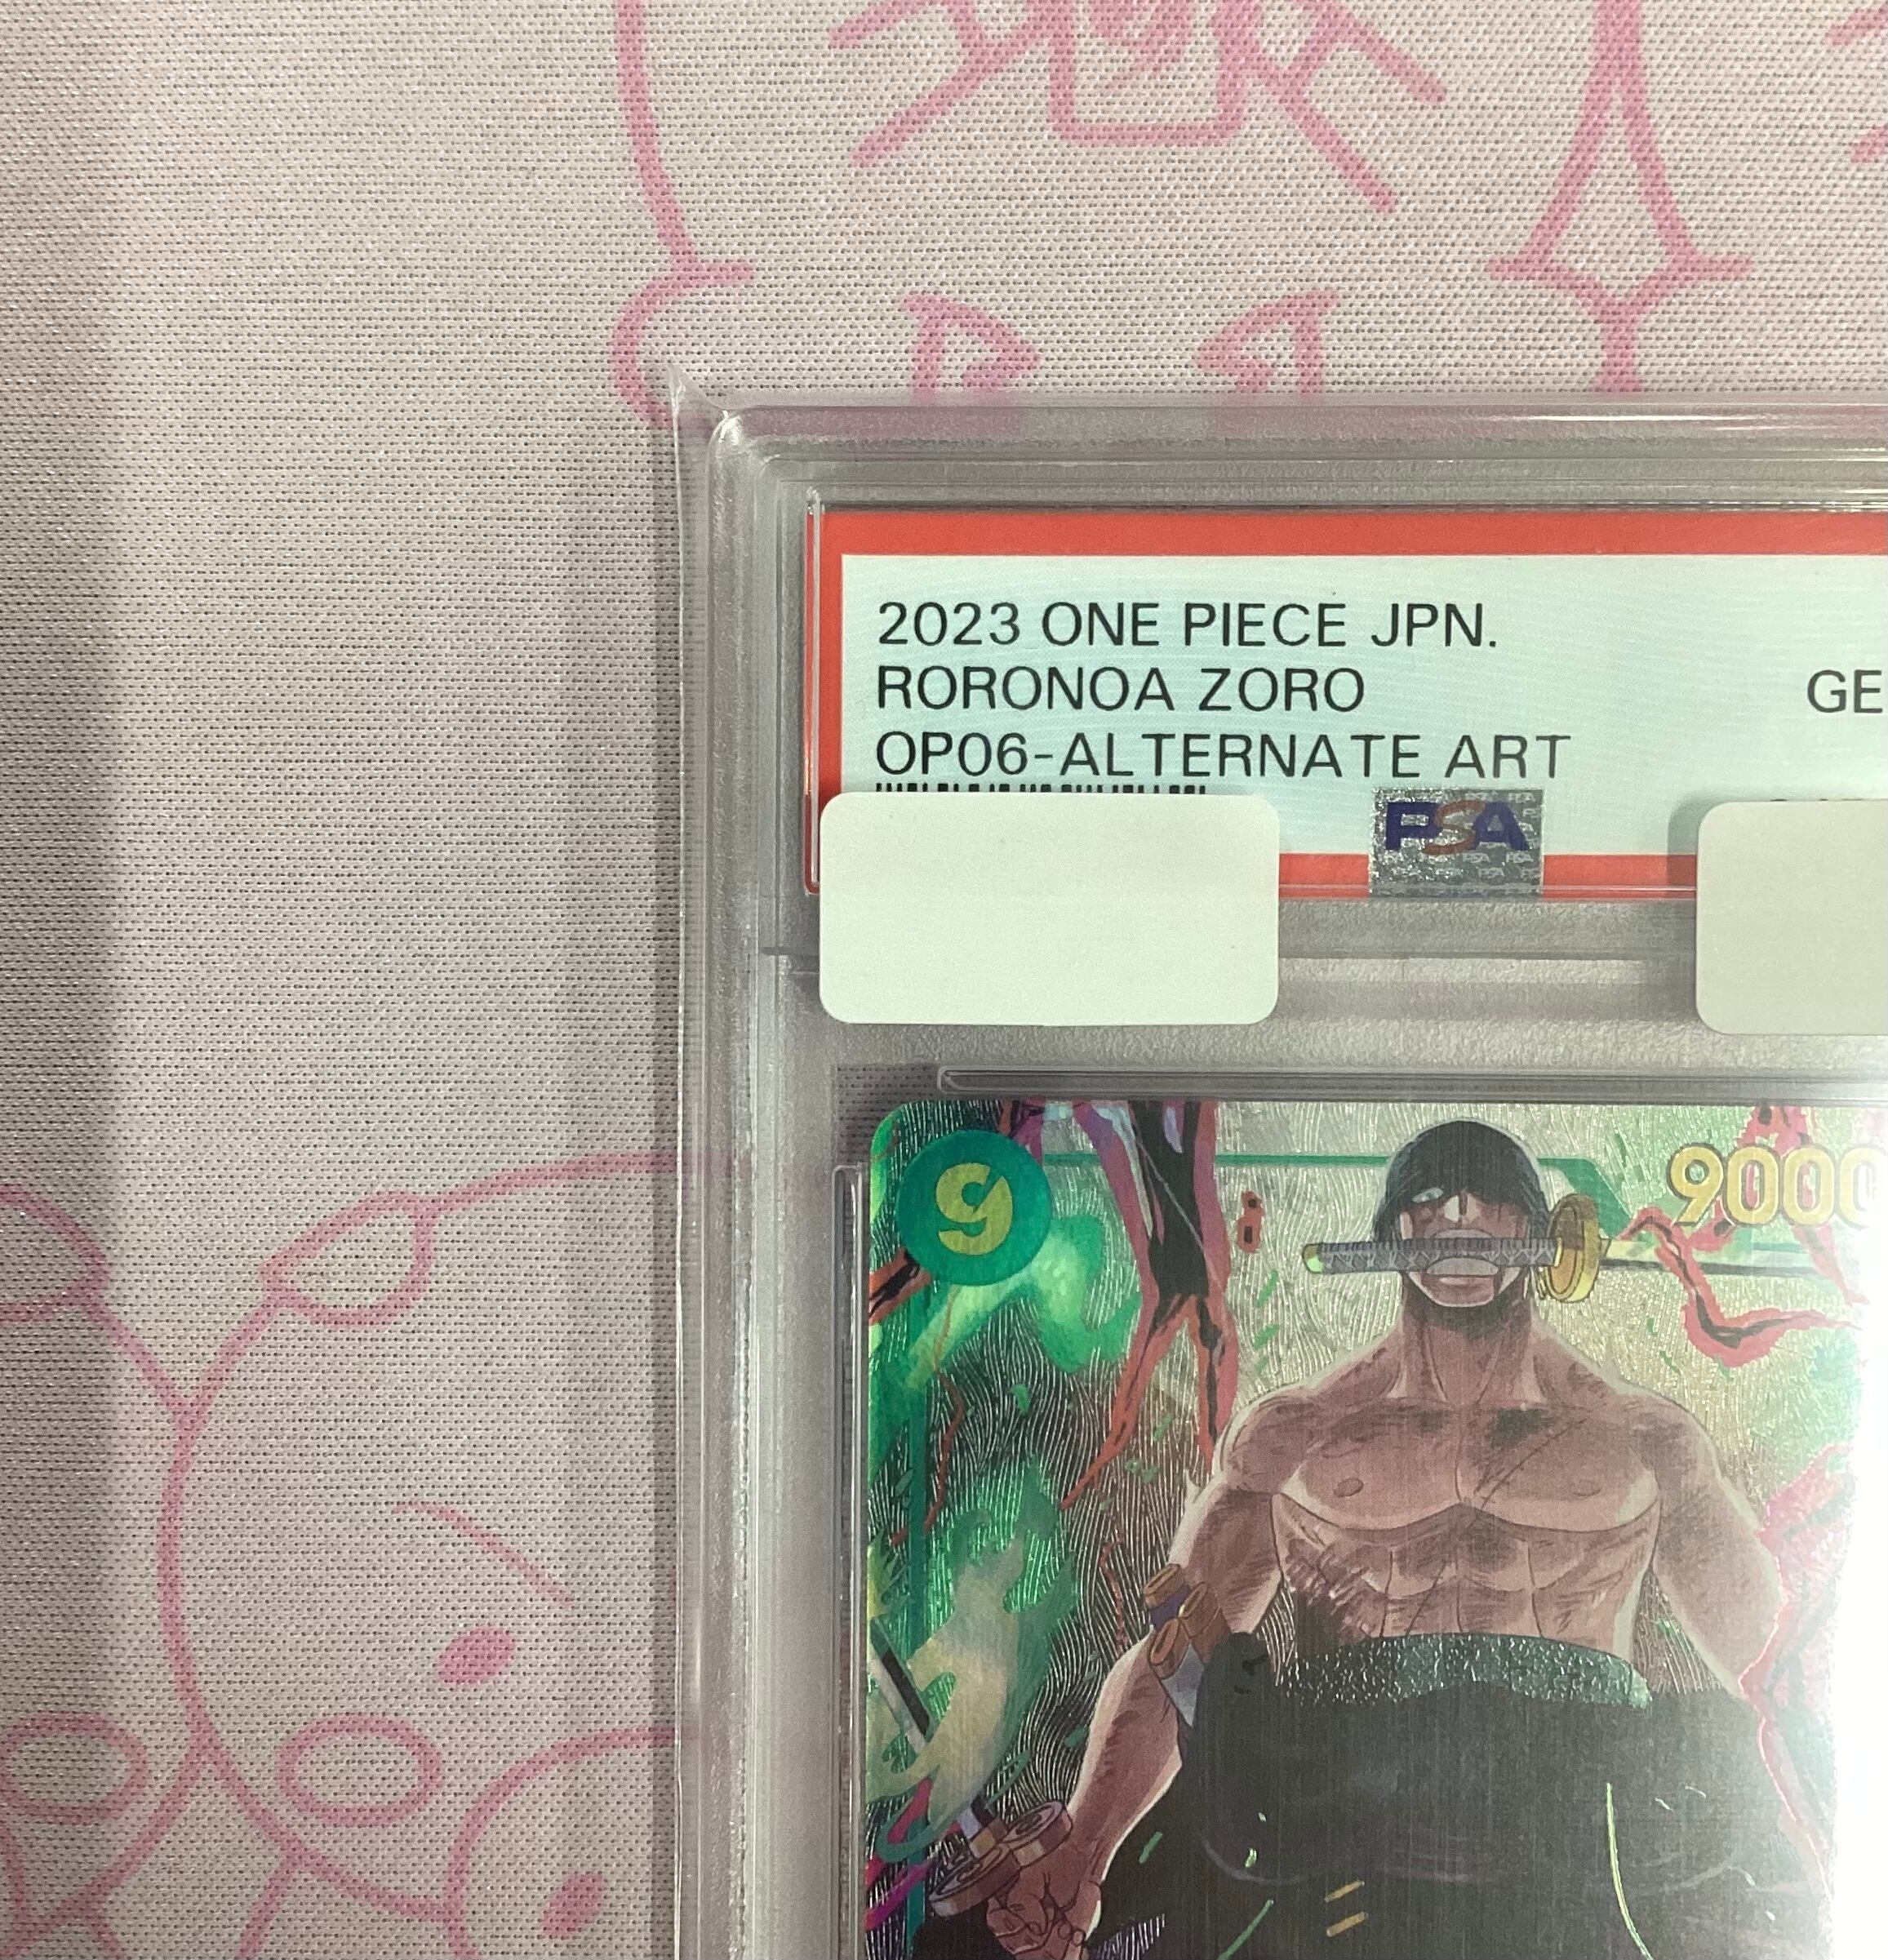 2023 ONE PIECE JPN.
RORONOA ZORO
GE
OP06-ALTERNATE ART
PSA
9
9000